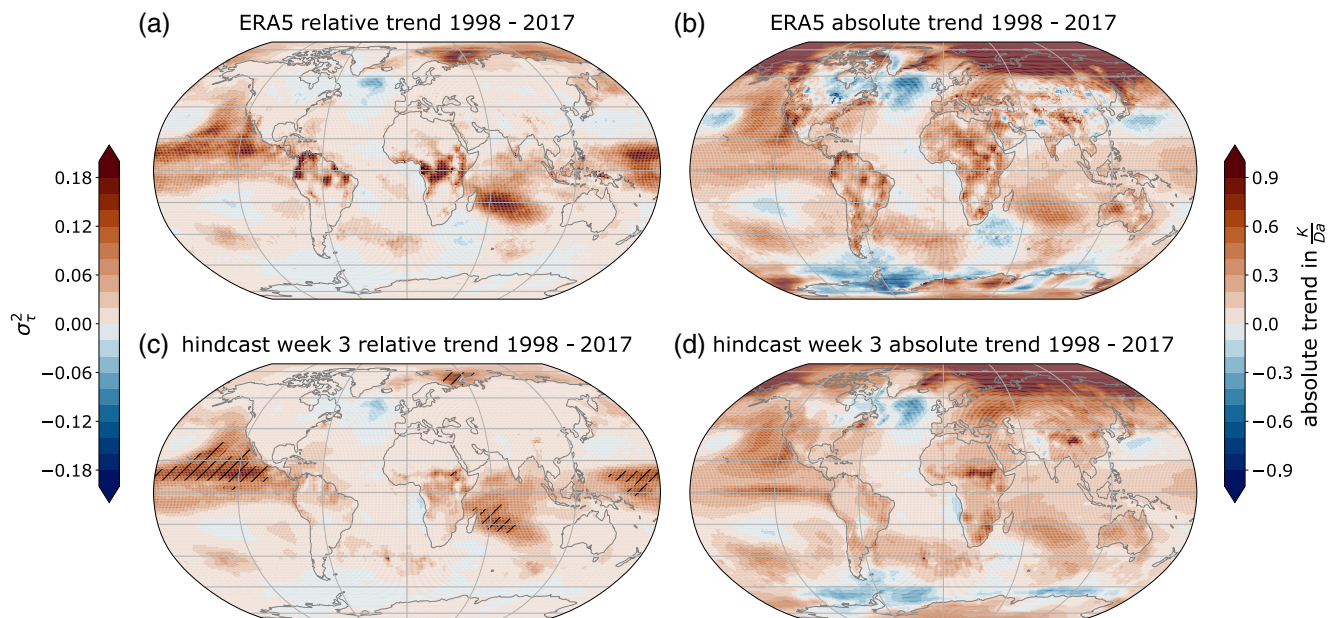 (a) ERA5 relative trend 1998 - 2017
(b) ERA5 absolute trend 1998 - 2017
0.18
0.12
0.06
0.00
−0.06
−0.12
−0.18
σ²τ
0.9
0.6
0.3
0.0
−0.3
−0.6
−0.9
absolute trend in K/Da
(c) hindcast week 3 relative trend 1998 - 2017
(d) hindcast week 3 absolute trend 1998 - 2017